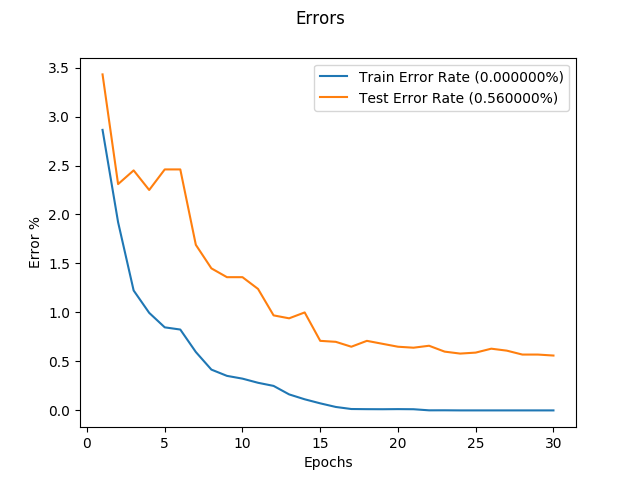 Errors
Train Error Rate (0.000000%)
Test Error Rate (0.560000%)
Error %
3.5
3.0
2.5
2.0
1.5
1.0
0.5
0.0
0 5 10 15 20 25 30
Epochs